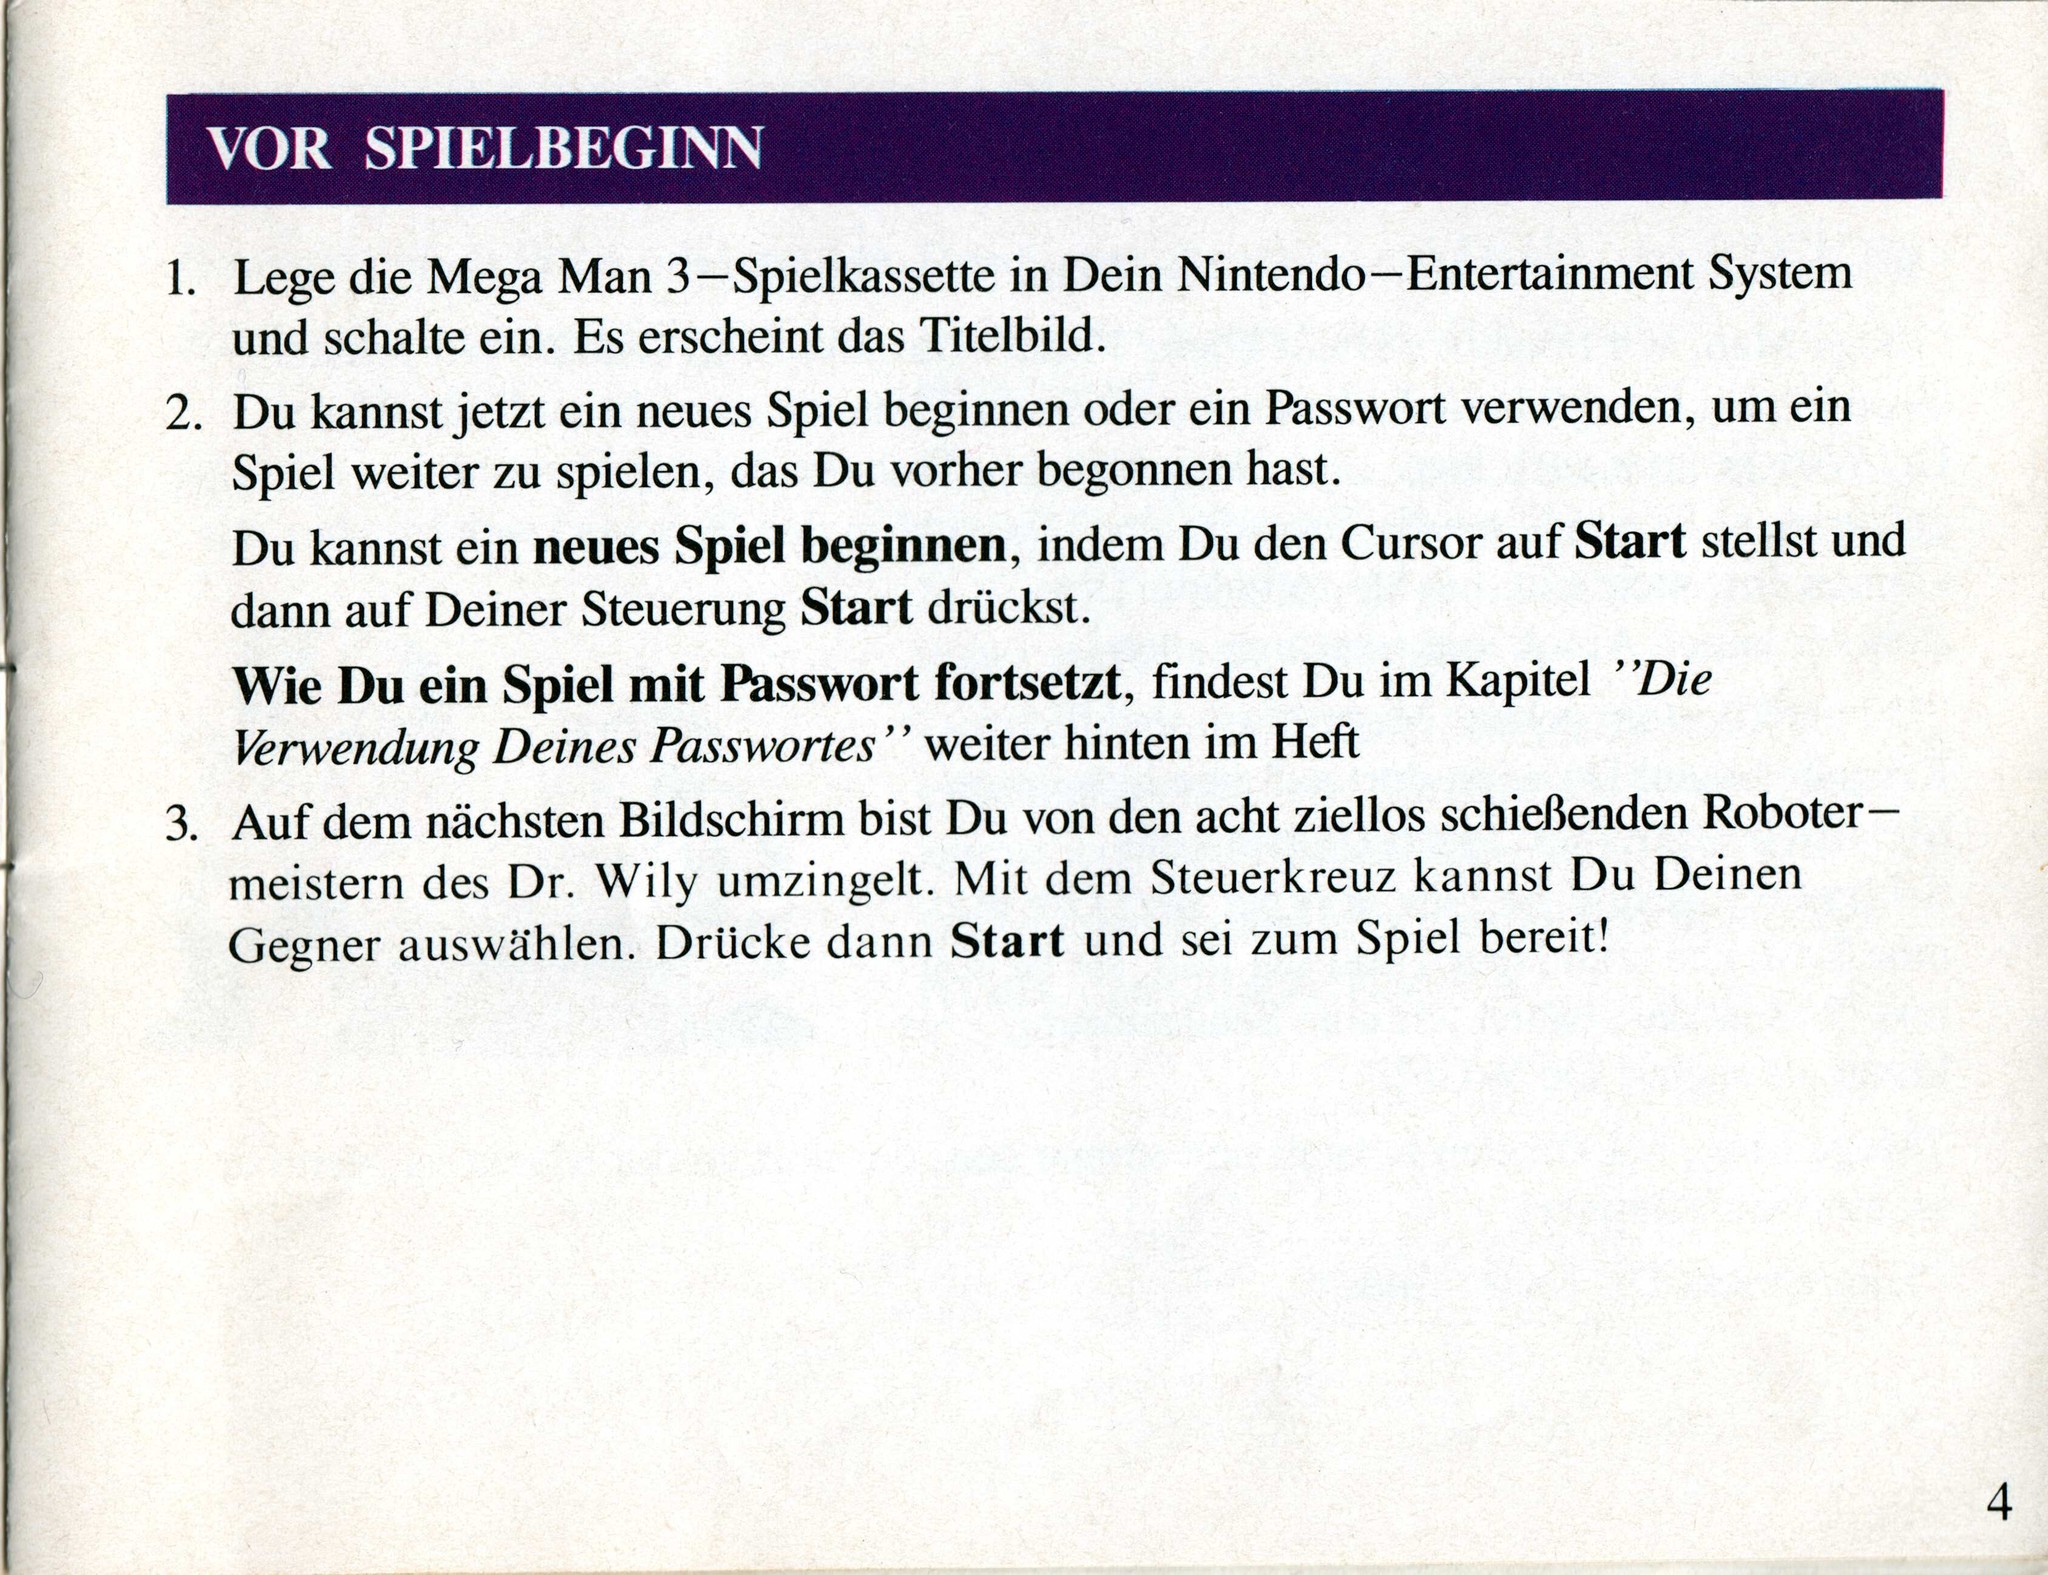 VOR SPIELBEGINN
1. Lege die Mega Man 3–Spielkassette in Dein Nintendo–Entertainment System
und schalte ein. Es erscheint das Titelbild.
2. Du kannst jetzt ein neues Spiel beginnen oder ein Passwort verwenden, um ein
Spiel weiter zu spielen, das Du vorher begonnen hast.
Du kannst ein neues Spiel beginnen, indem Du den Cursor auf Start stellst und
dann auf Deiner Steuerung Start drückst.
Wie Du ein Spiel mit Passwort fortsetzt, findest Du im Kapitel ’’Die
Verwendung Deines Passwortes’’ weiter hinten im Heft
3. Auf dem nächsten Bildschirm bist Du von den acht ziellos schießenden Roboter–
meistern des Dr. Wily umzingelt. Mit dem Steuerkreuz kannst Du Deinen
Gegner auswählen. Drücke dann Start und sei zum Spiel bereit!
4